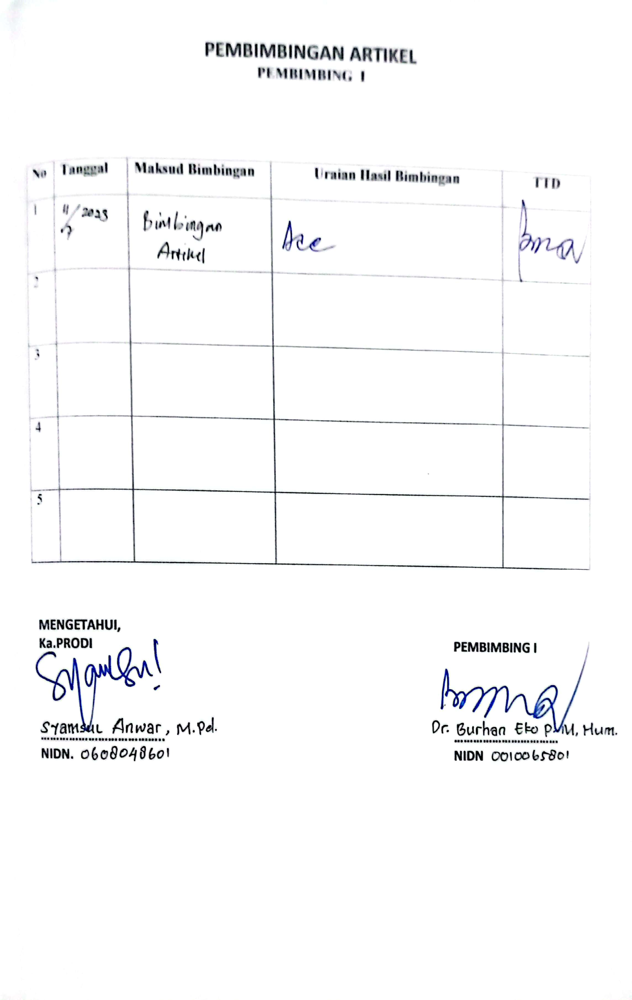 PEMBIMBINGAN ARTIKEL
PEMBIMBING I
No Tanggal Maksud Bimbingan Uraian Hasil Bimbingan TTD
1 11/7 2023 Bimbingan Acc
Artikel
2
3
4
5
MENGETAHUI,
Ka.PRODI
PEMBIMBING I
Syamsul Anwar, M.Pd.
Dr. Burhan Eko P. M, Hum.
NIDN. 0608048601
NIDN 0010065801